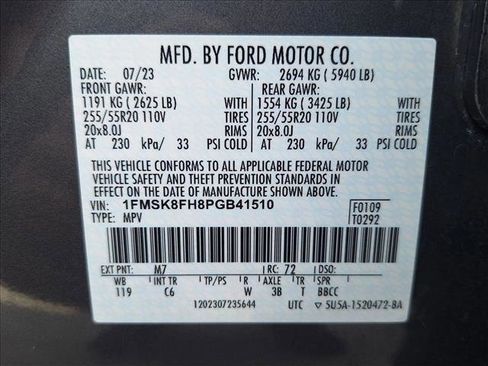 MFD. BY FORD MOTOR CO.
DATE: 07/23 GVWR: 2694 KG ( 5940 LB)
FRONT GAWR: REAR GAWR:
1191 KG ( 2625 LB) WITH 1554 KG ( 3425 LB) WITH
255/55R20 110V TIRES 255/55R20 110V TIRES
20x8.0J RIMS 20x8.0J RIMS
AT 230 kPa/ 33 PSI COLD AT 230 kPa/ 33 PSI COLD
THIS VEHICLE CONFORMS TO ALL APPLICABLE FEDERAL MOTOR
VEHICLE SAFETY AND THEFT PREVENTION STANDARDS IN
EFFECT ON THE DATE OF MANUFACTURE SHOWN ABOVE.
VIN: 1FMSK8FH8PGB41510 F0109
TYPE: MPV T0292
EXT PNT: M7 RC: 72 DSO:
WB INT TR TP/PS R AXLE TR SPR
119 C6 W 3B T BBCC
1202307235644 UTC 5U5A-1520472-BA